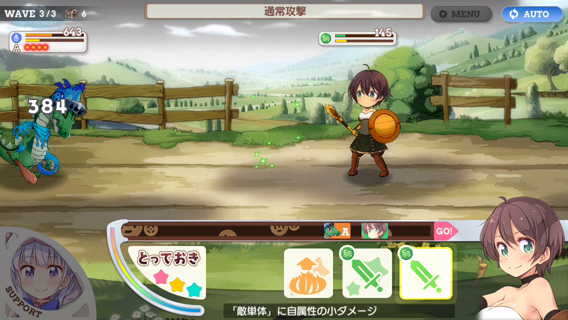 WAVE 3/3 6
通常攻撃
MENU
AUTO
643
A
145
384
A
GO!
とっておき
SUPPORT
「敵単体」に自属性の小ダメージ